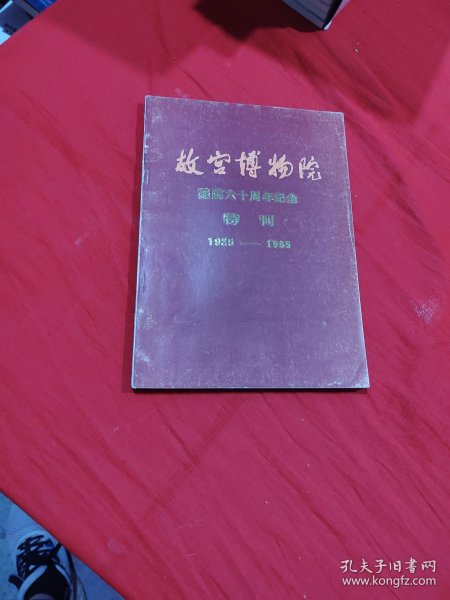 故宫博物院
建院六十周年纪念
特刊
1925——1985
孔夫子旧书网
www.kongfz.com